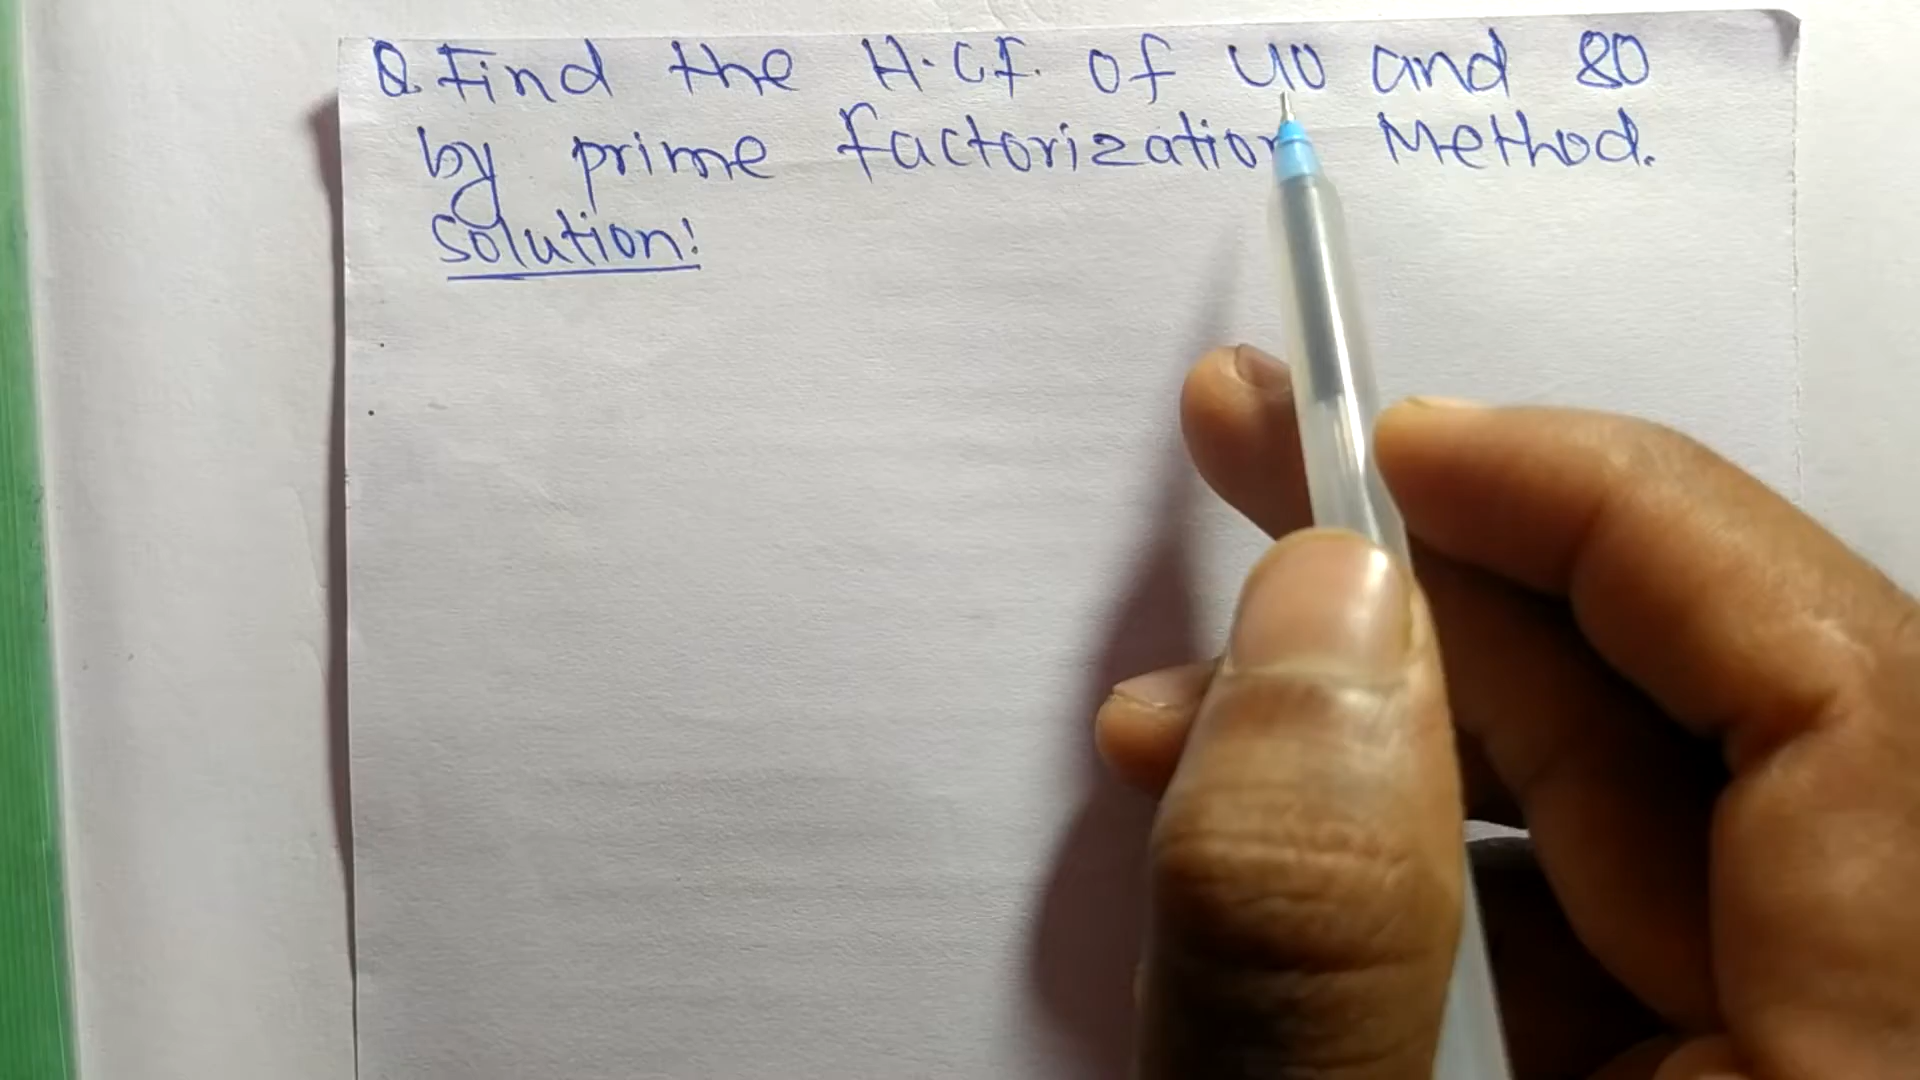 Q. Find the H.C.F. of 40 and 80
by prime factorization Method.
Solution: